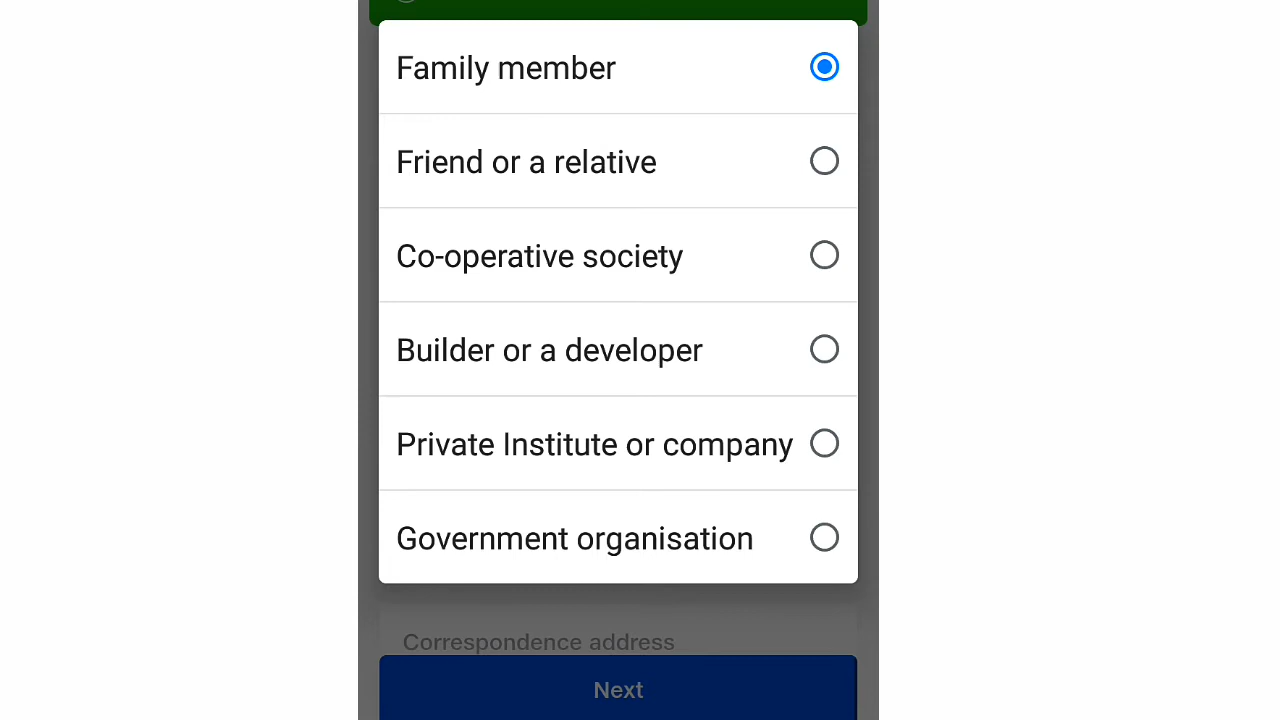 Family member
Friend or a relative
Co-operative society
Builder or a developer
Private Institute or company
Government organisation
Correspondence address
Next